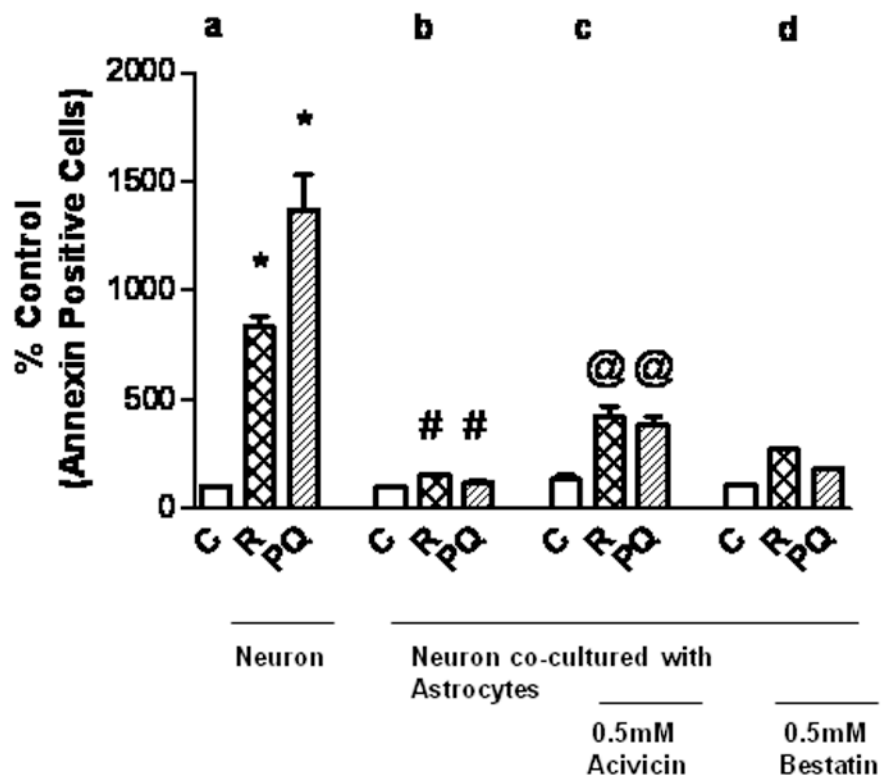 a b c d
% Control
(Annexin Positive Cells)
2000
1500
1000
500
0
* *
# #
@ @
C R PQ C R PQ C R PQ C R PQ
Neuron
Neuron co-cultured with
Astrocytes
0.5mM
Acivicin
0.5mM
Bestatin